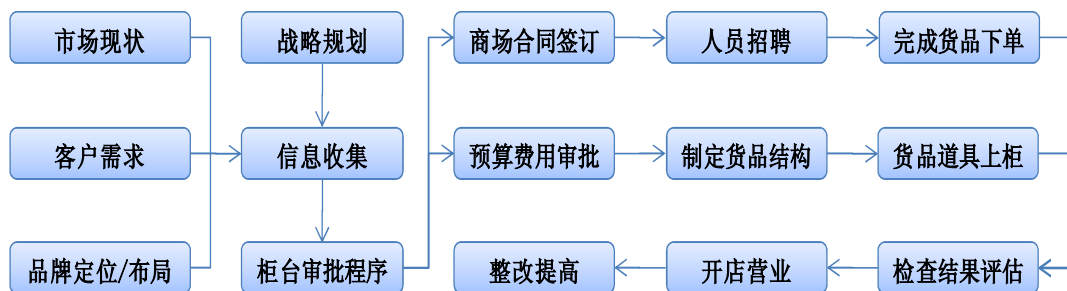 市场现状
战略规划
商场合同签订
人员招聘
完成货品下单
客户需求
信息收集
预算费用审批
制定货品结构
货品道具上柜
品牌定位/布局
柜台审批程序
整改提高
开店营业
检查结果评估